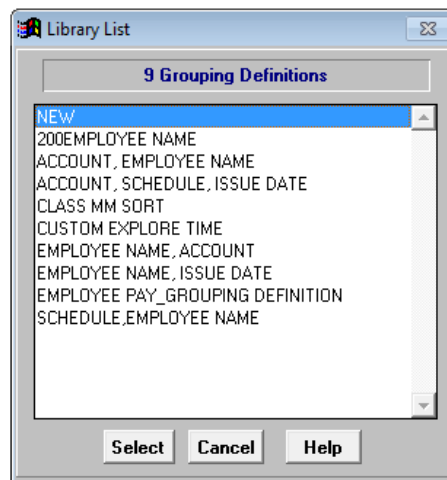 Library List
9 Grouping Definitions
NEW
200EMPLOYEE NAME
ACCOUNT, EMPLOYEE NAME
ACCOUNT, SCHEDULE, ISSUE DATE
CLASS MM SORT
CUSTOM EXPLORE TIME
EMPLOYEE NAME, ACCOUNT
EMPLOYEE NAME, ISSUE DATE
EMPLOYEE PAY_GROUPING DEFINITION
SCHEDULE,EMPLOYEE NAME
Select Cancel Help